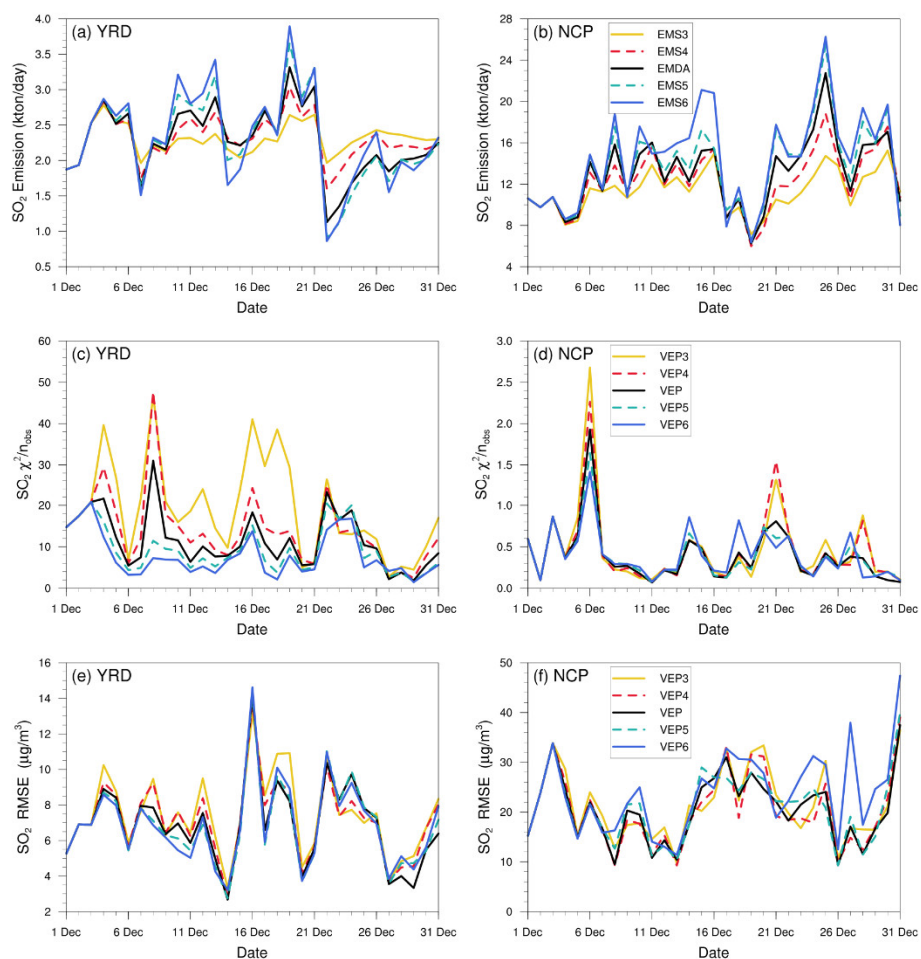 (a) YRD
SO2 Emission (kton/day)
4.0
3.5
3.0
2.5
2.0
1.5
1.0
0.5
1 Dec 6 Dec 11 Dec 16 Dec 21 Dec 26 Dec 31 Dec
Date
(b) NCP
EMS3
EMS4
EMDA
EMS5
EMS6
SO2 Emission (kton/day)
28
24
20
16
12
8
4
1 Dec 6 Dec 11 Dec 16 Dec 21 Dec 26 Dec 31 Dec
Date
(c) YRD
SO2 χ2/nobs
60
50
40
30
20
10
0
1 Dec 6 Dec 11 Dec 16 Dec 21 Dec 26 Dec 31 Dec
Date
(d) NCP
VEP3
VEP4
VEP
VEP5
VEP6
SO2 χ2/nobs
3.0
2.5
2.0
1.5
1.0
0.5
0.0
1 Dec 6 Dec 11 Dec 16 Dec 21 Dec 26 Dec 31 Dec
Date
(e) YRD
SO2 RMSE (μg/m3)
16
14
12
10
8
6
4
2
1 Dec 6 Dec 11 Dec 16 Dec 21 Dec 26 Dec 31 Dec
Date
(f) NCP
VEP3
VEP4
VEP
VEP5
VEP6
SO2 RMSE (μg/m3)
50
40
30
20
10
0
1 Dec 6 Dec 11 Dec 16 Dec 21 Dec 26 Dec 31 Dec
Date